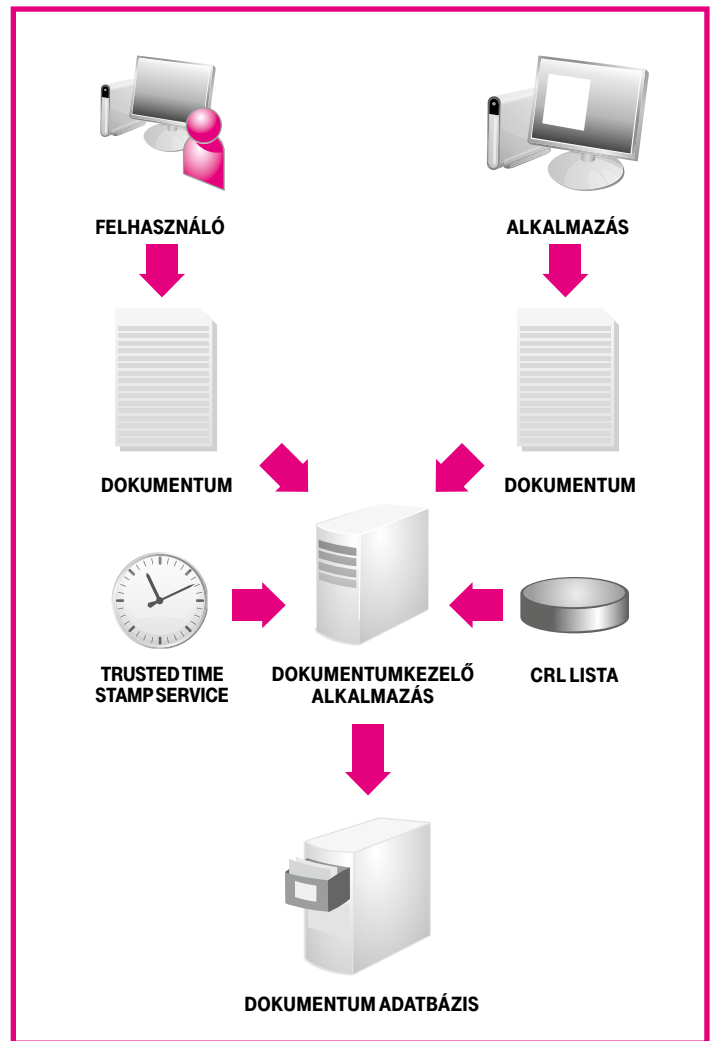 FELHASZNÁLÓ
ALKALMAZÁS
DOKUMENTUM
DOKUMENTUM
TRUSTED TIME
STAMP SERVICE
DOKUMENTUMKEZELŐ
ALKALMAZÁS
CRL LISTA
DOKUMENTUM ADATBÁZIS